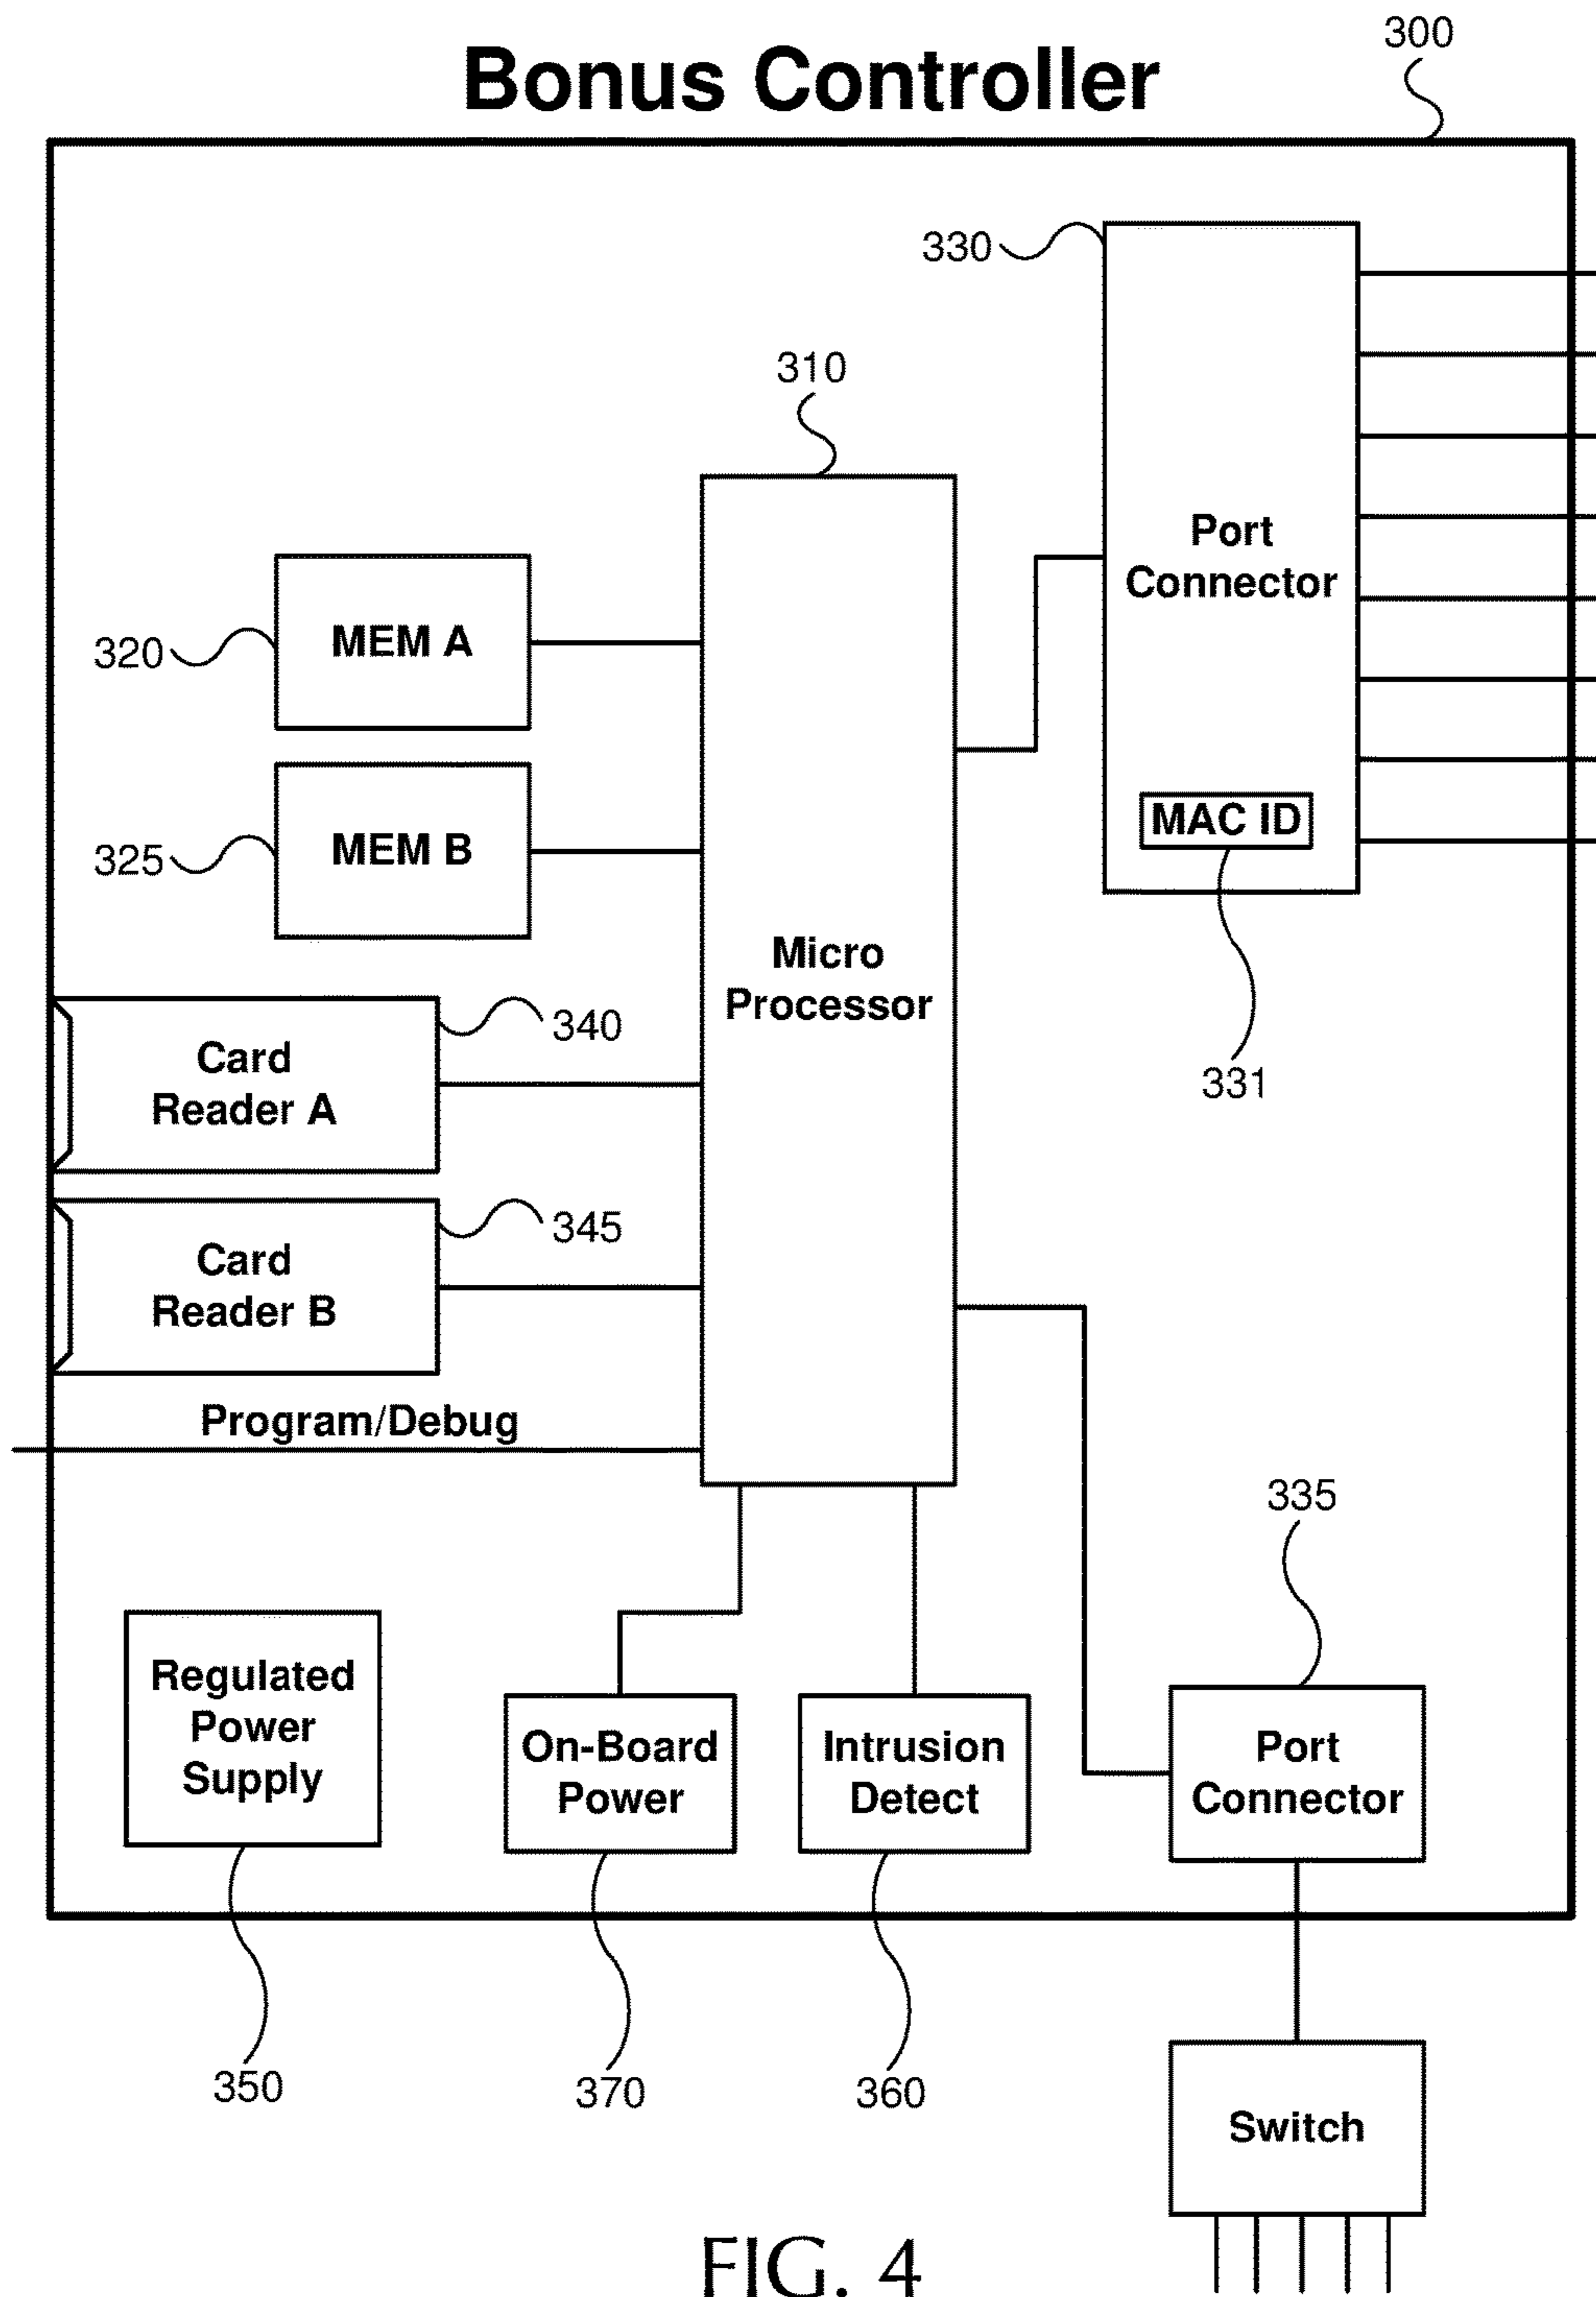 300
Bonus Controller
330
310
Port
Connector
MEM A
320
MAC ID
MEM B
325
Micro
Processor
340
Card
Reader A
331
345
Card
Reader B
Program/Debug
335
Regulated
Power
Supply
On-Board
Power
Intrusion
Detect
Port
Connector
350
370
360
Switch
FIG. 4